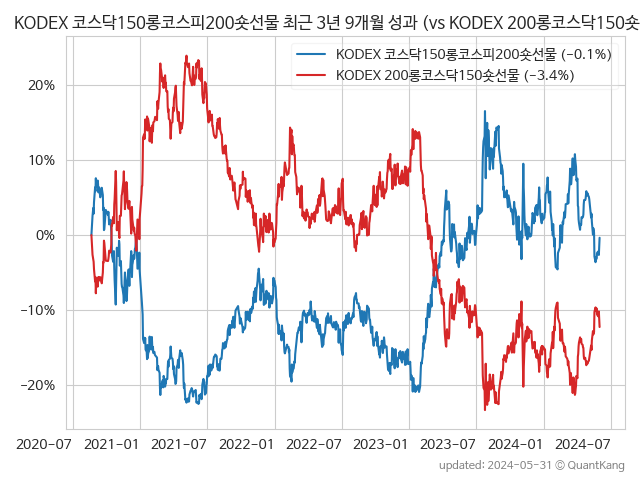 KODEX 코스닥150롱코스피200숏선물 최근 3년 9개월 성과 (vs KODEX 200롱코스닥150숏
KODEX 코스닥150롱코스피200숏선물 (−0.1%)
KODEX 200롱코스닥150숏선물 (−3.4%)
20%
10%
0%
−10%
−20%
2020-07 2021-01 2021-07 2022-01 2022-07 2023-01 2023-07 2024-01 2024-07
updated: 2024-05-31 © QuantKang